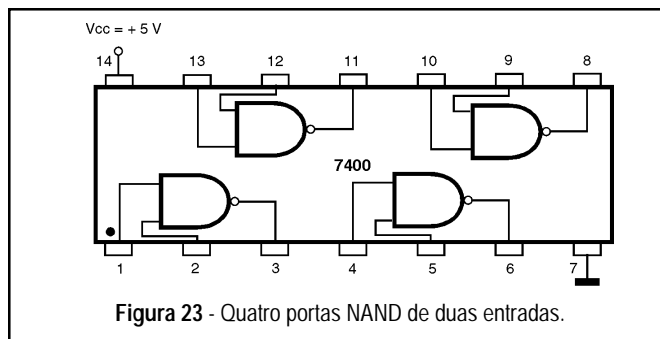 Vcc = + 5 V
14 13 12 11 10 9 8
7400
1 2 3 4 5 6 7
Figura 23 - Quatro portas NAND de duas entradas.